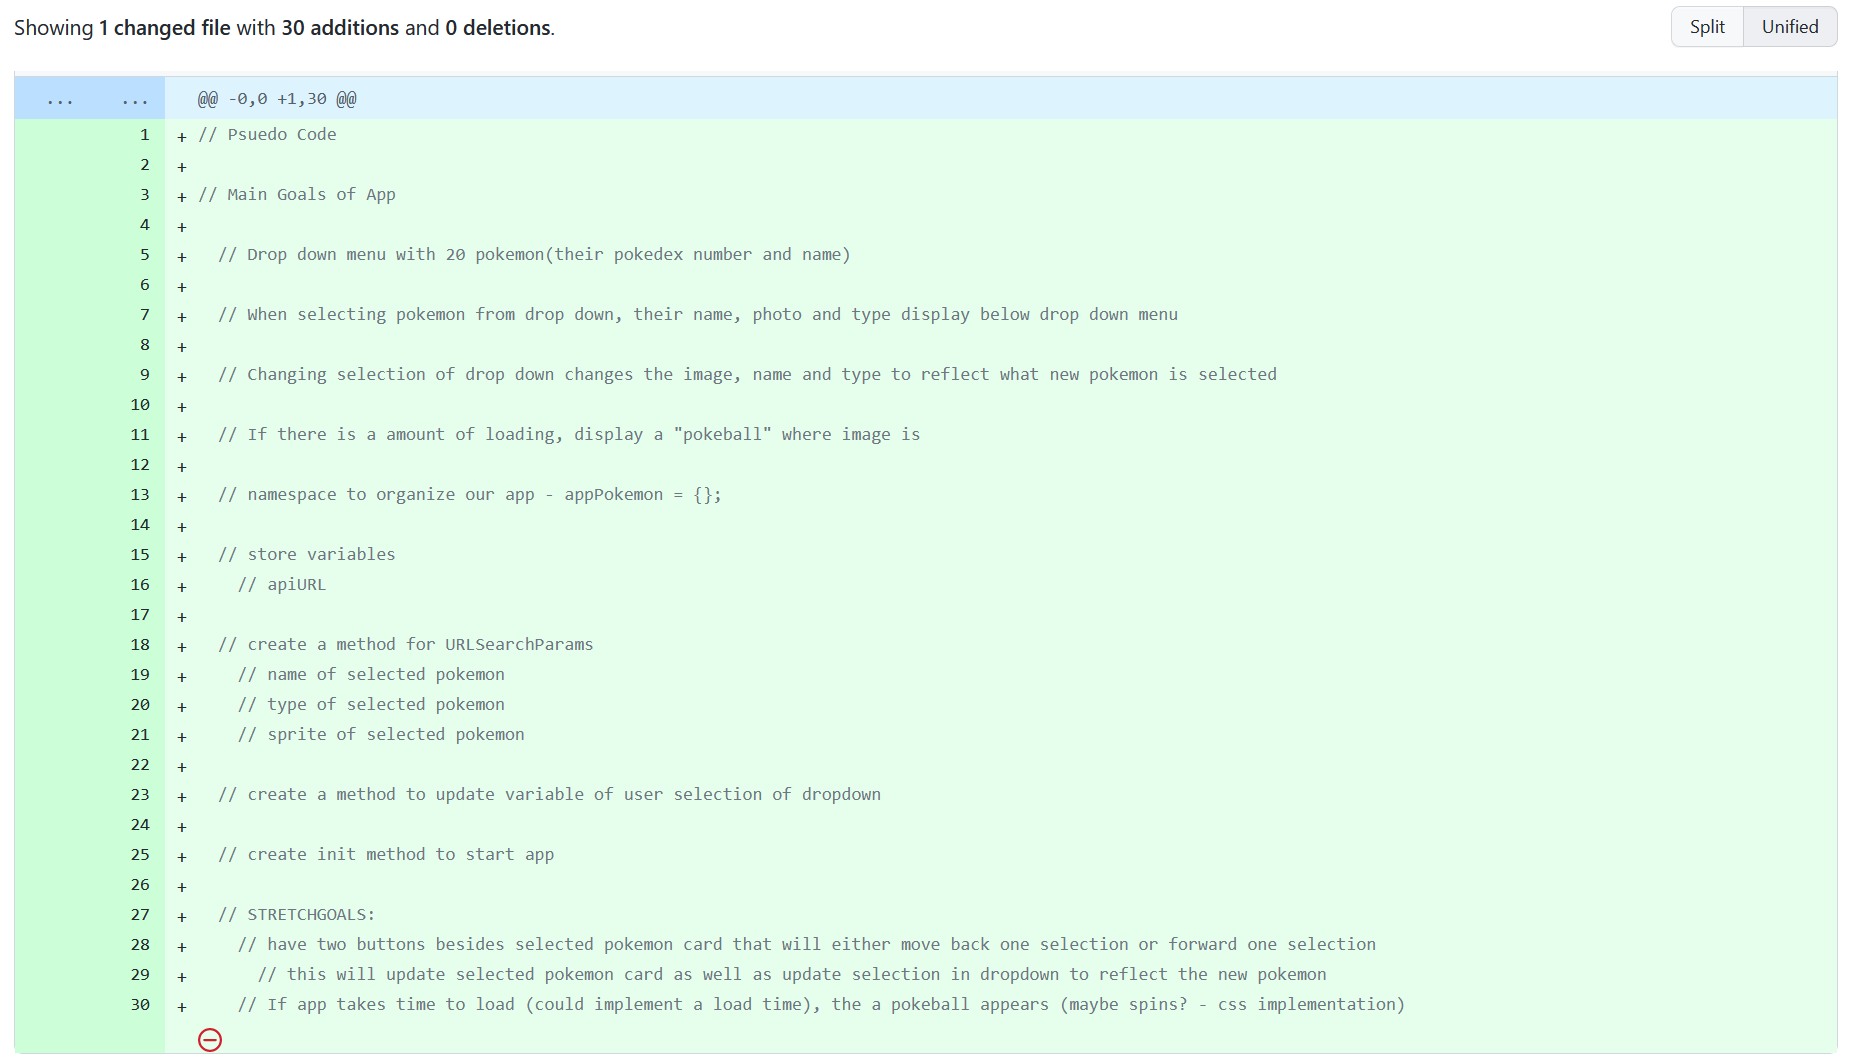 Showing 1 changed file with 30 additions and 0 deletions.
Split Unified
... ... @@ -0,0 +1,30 @@
1 + // Psuedo Code
2 +
3 + // Main Goals of App
4 +
5 + // Drop down menu with 20 pokemon(their pokedex number and name)
6 +
7 + // When selecting pokemon from drop down, their name, photo and type display below drop down menu
8 +
9 + // Changing selection of drop down changes the image, name and type to reflect what new pokemon is selected
10 +
11 + // If there is a amount of loading, display a "pokeball" where image is
12 +
13 + // namespace to organize our app - appPokemon = {};
14 +
15 + // store variables
16 + // apiURL
17 +
18 + // create a method for URLSearchParams
19 + // name of selected pokemon
20 + // type of selected pokemon
21 + // sprite of selected pokemon
22 +
23 + // create a method to update variable of user selection of dropdown
24 +
25 + // create init method to start app
26 +
27 + // STRETCHGOALS:
28 + // have two buttons besides selected pokemon card that will either move back one selection or forward one selection
29 + // this will update selected pokemon card as well as update selection in dropdown to reflect the new pokemon
30 + // If app takes time to load (could implement a load time), the a pokeball appears (maybe spins? - css implementation)